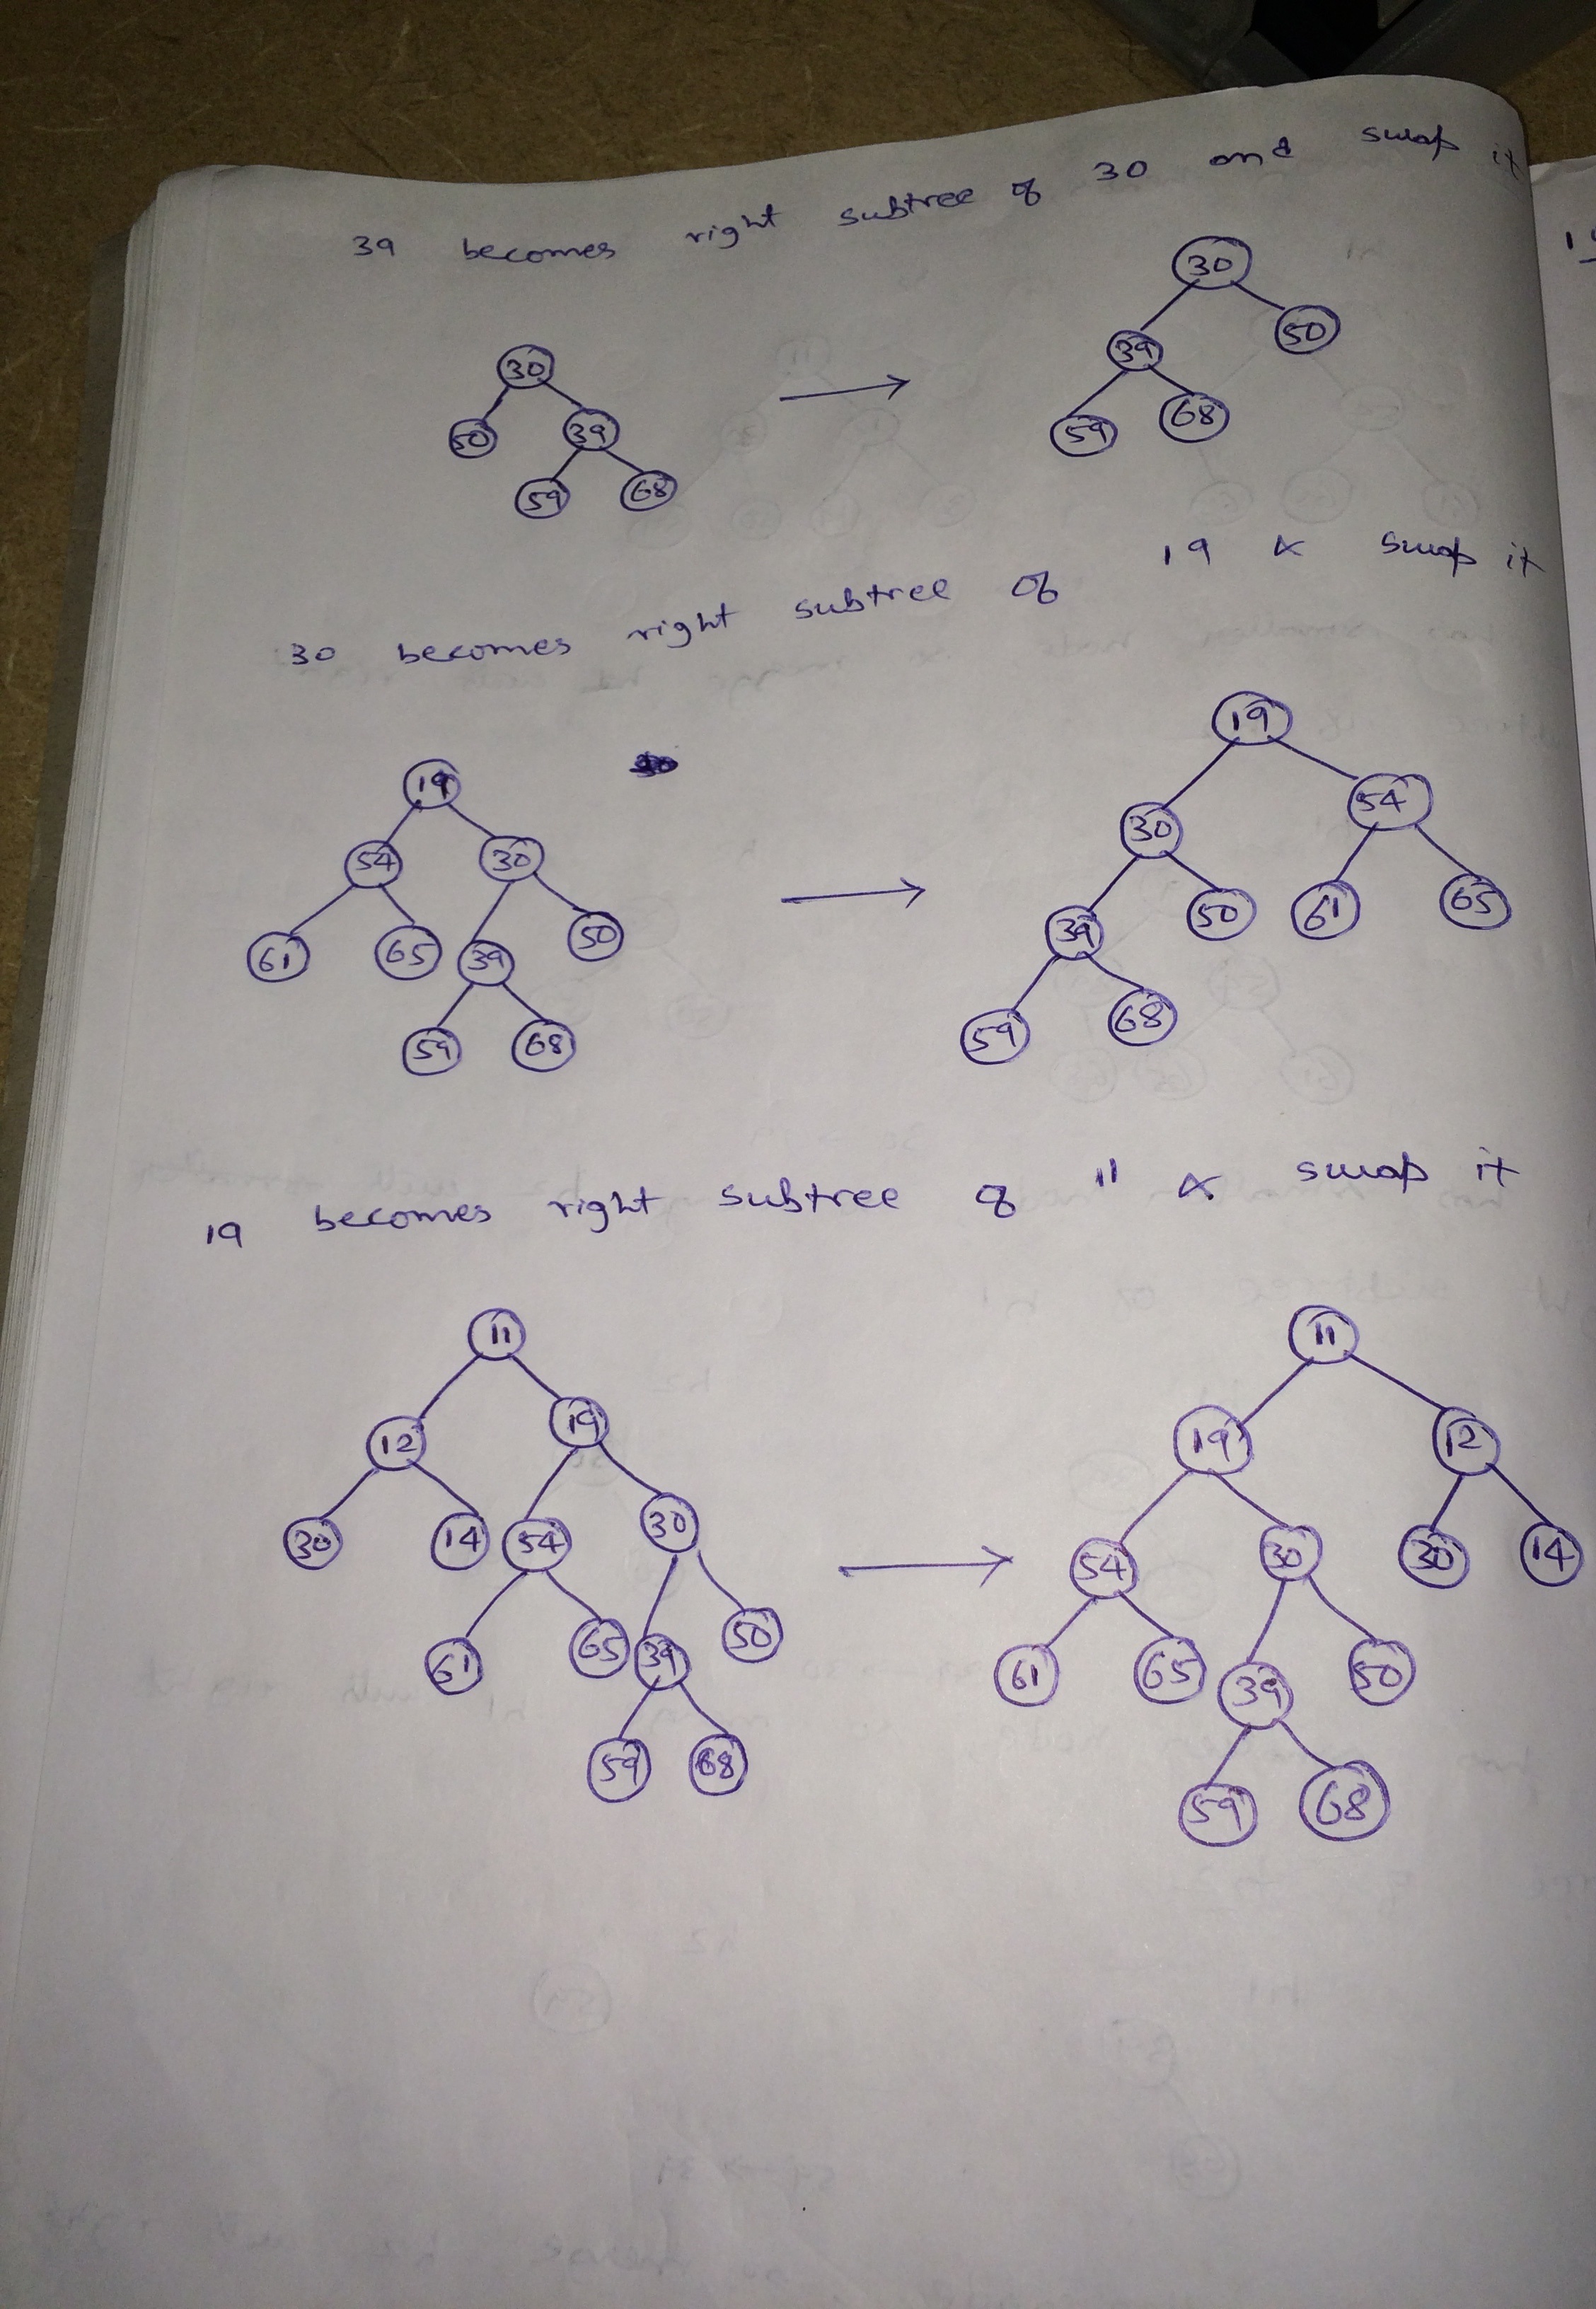 39 becomes right subtree of 30 and swap it
30
30 50
50 39 39
59 68 59 68
30 becomes right subtree of 19 & swap it
19
19 54
54 30 30
61 65 39 50 39 50 61 65
59 68 59 68
19 becomes right subtree of 11 & swap it
11 11
12 19 19 12
30 14 54 30 54 30 30 14
61 65 39 50 61 65 39 50
59 68 59 68